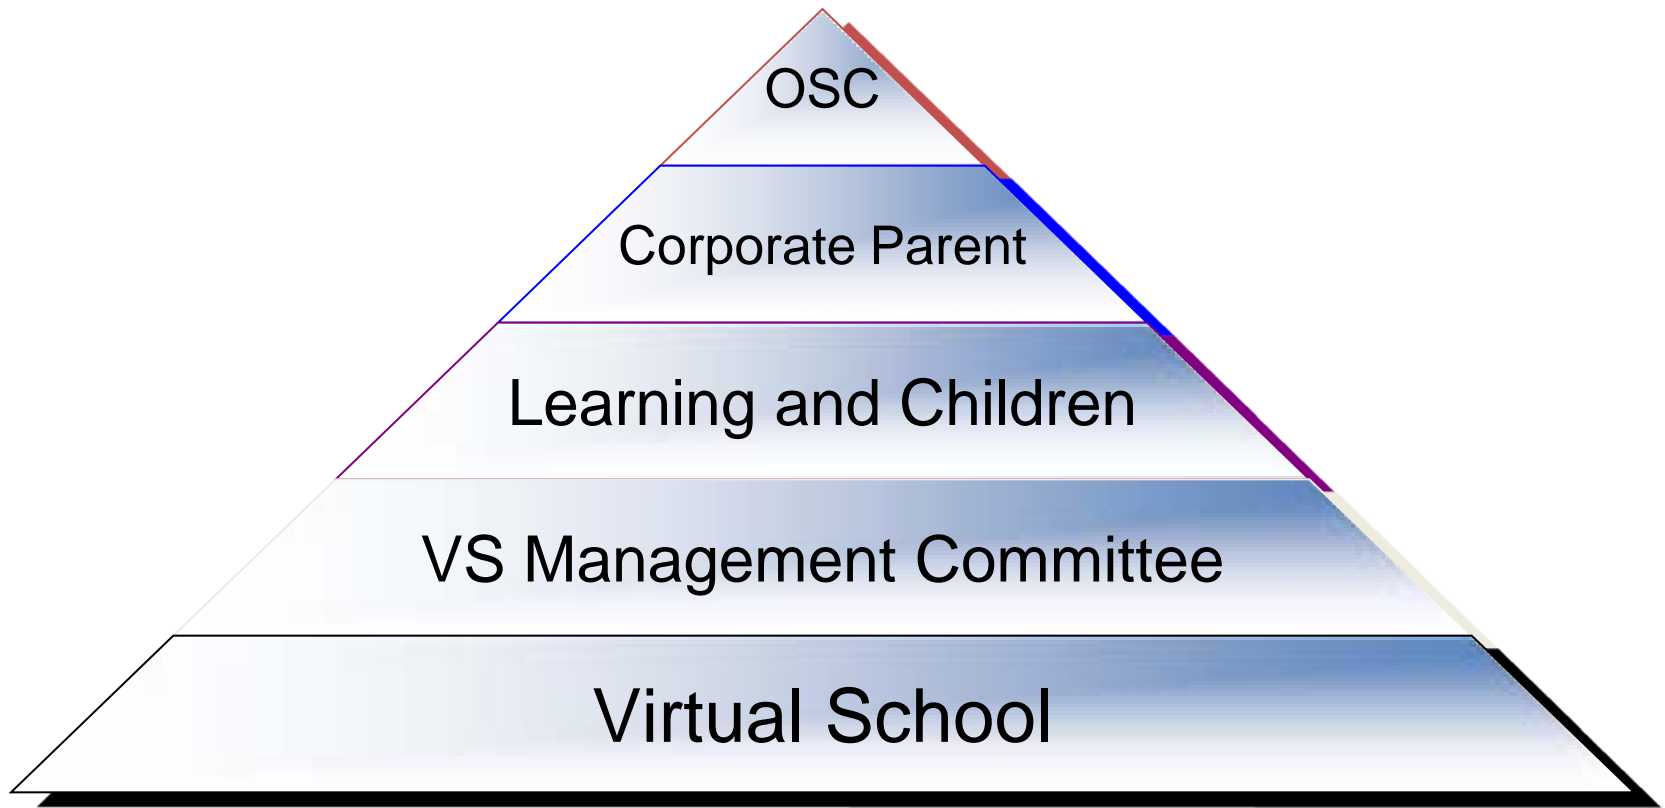 OSC
Corporate Parent
Learning and Children
VS Management Committee
Virtual School